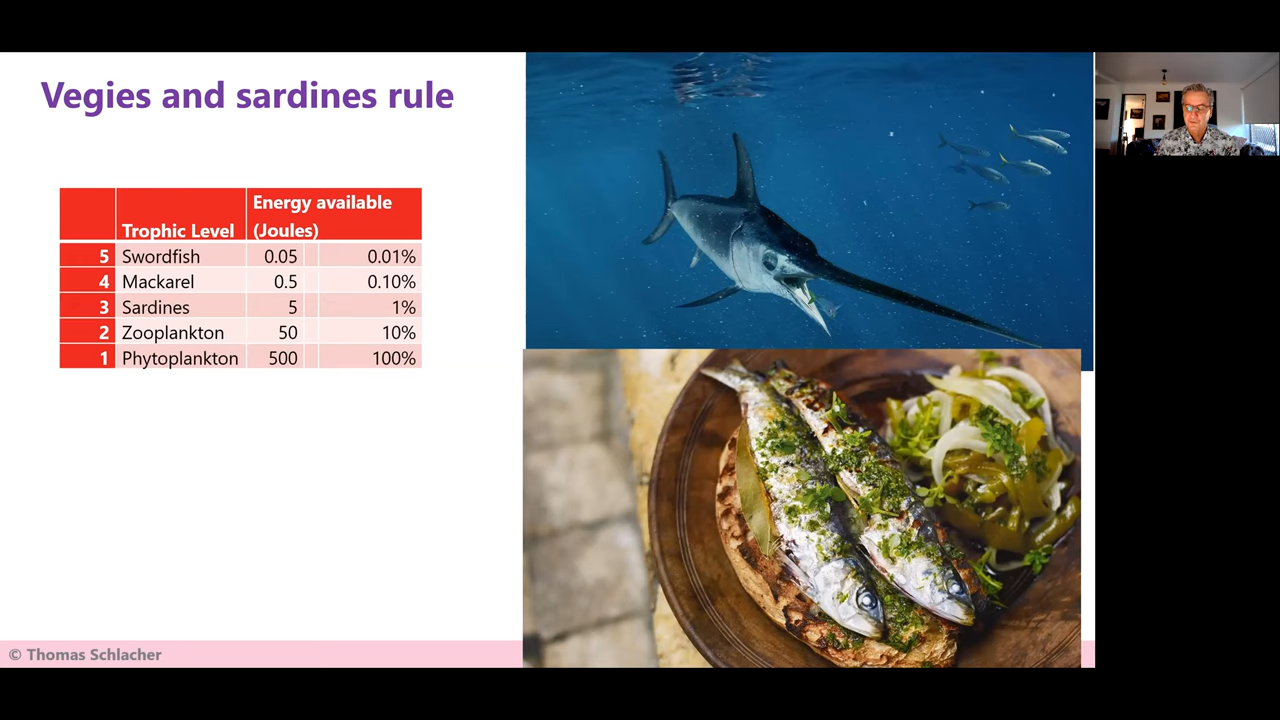 Vegies and sardines rule
Energy available
Trophic Level (Joules)
5 Swordfish 0.05 0.01%
4 Mackarel 0.5 0.10%
3 Sardines 5 1%
2 Zooplankton 50 10%
1 Phytoplankton 500 100%
© Thomas Schlacher